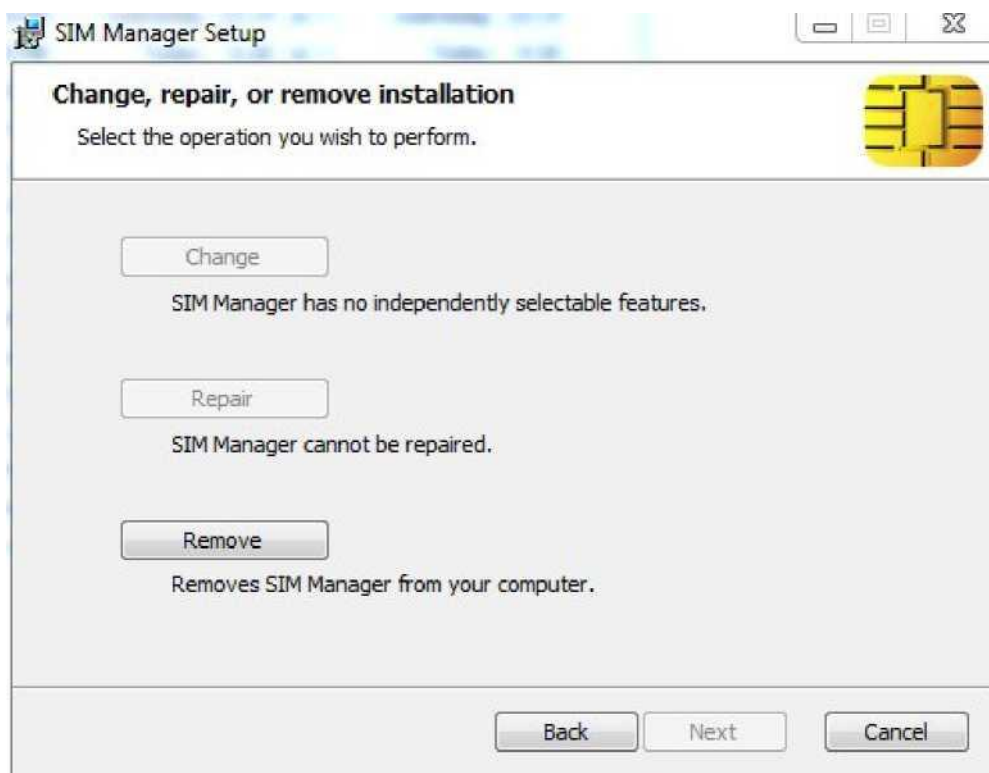 SIM Manager Setup
Change, repair, or remove installation
Select the operation you wish to perform.
Change
SIM Manager has no independently selectable features.
Repair
SIM Manager cannot be repaired.
Remove
Removes SIM Manager from your computer.
Back Next Cancel